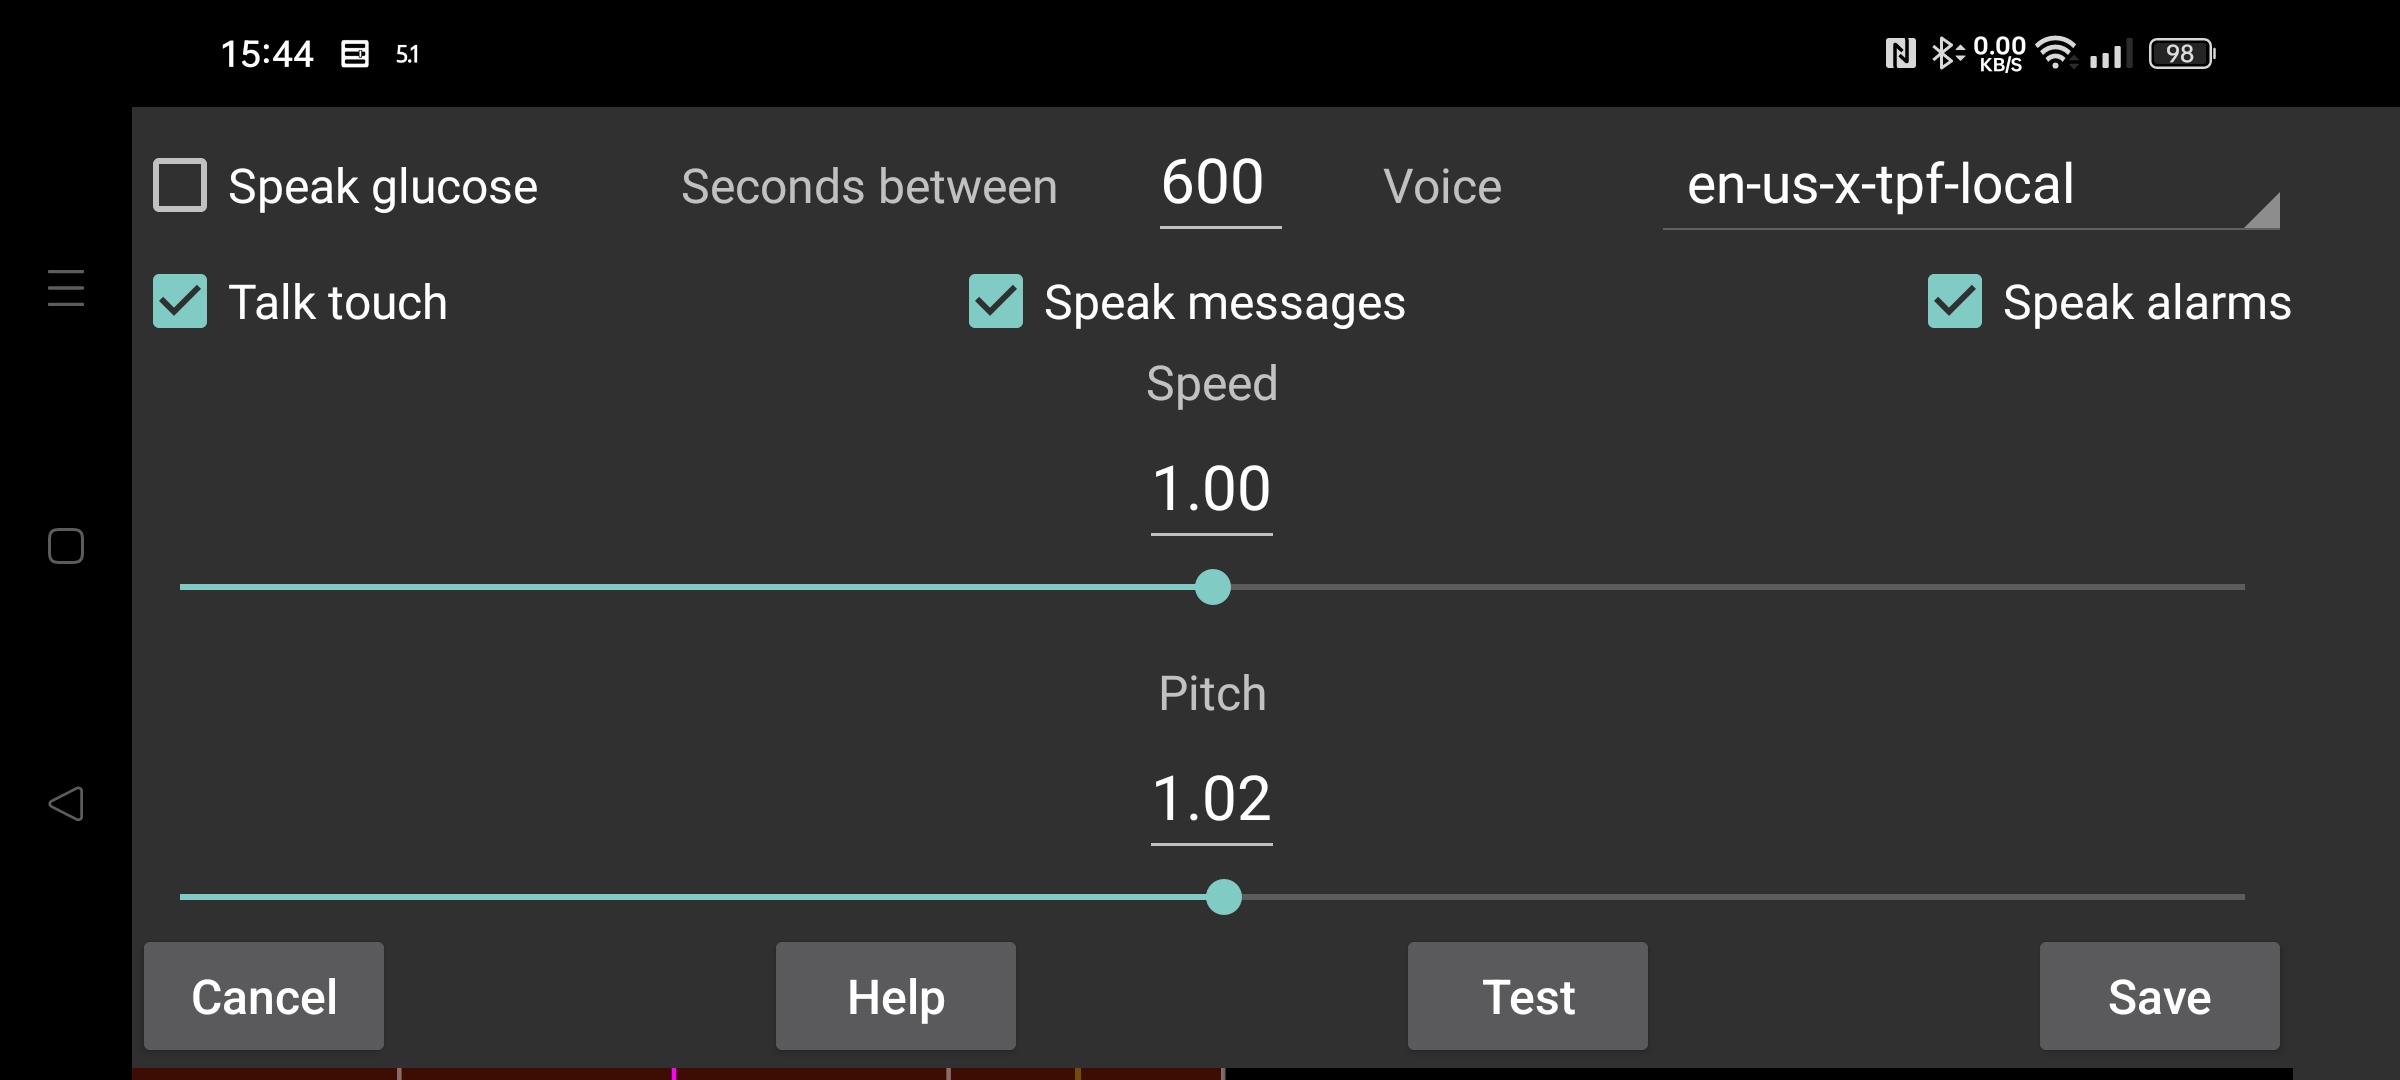 15:44 5.1 0.00 KB/S 98
Speak glucose Seconds between 600 Voice en-us-x-tpf-local
Talk touch Speak messages Speak alarms
Speed
1.00
Pitch
1.02
Cancel Help Test Save